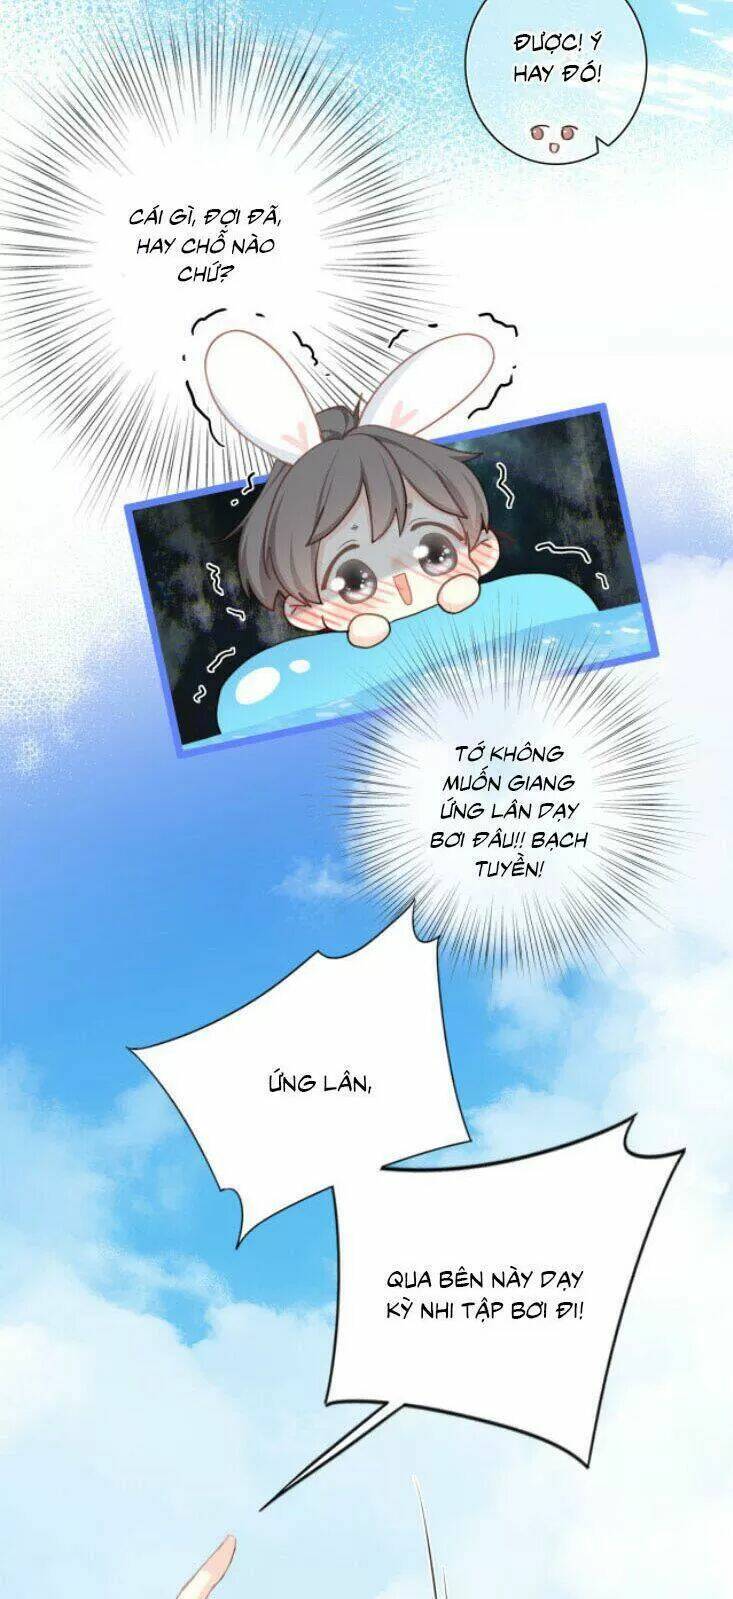 ĐƯỢC! Ý
HAY ĐÓ!
CÁI GÌ, ĐỢI ĐÃ,
HAY CHỖ NÀO
CHỨ?
TỚ KHÔNG
MUỐN GIANG
ỨNG LÂN DẠY
BƠI ĐÂU!! BẠCH
TUYỀN!
ỨNG LÂN,
QUA BÊN NÀY DẠY
KỲ NHI TẬP BƠI ĐI!